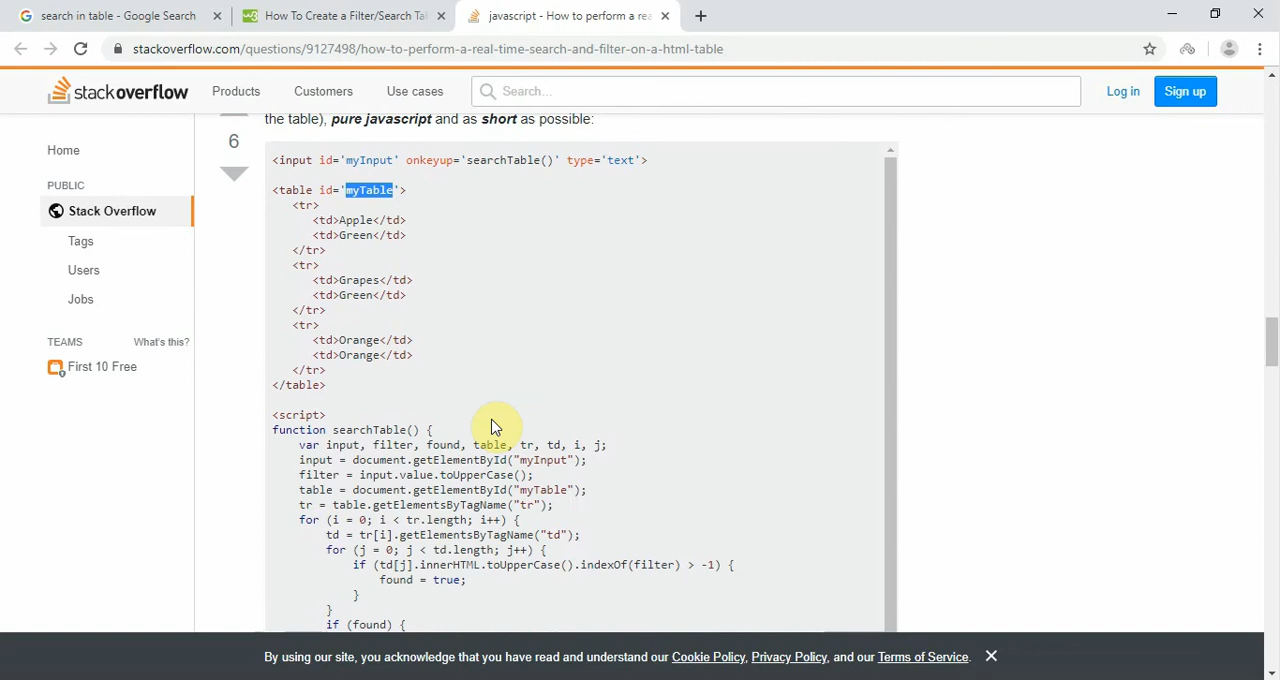 search in table - Google Search
How To Create a Filter/Search Ta
javascript - How to perform a rea
stackoverflow.com/questions/9127498/how-to-perform-a-real-time-search-and-filter-on-a-html-table
stackoverflow
Products
Customers
Use cases
Search...
Log in
Sign up
Home
PUBLIC
Stack Overflow
Tags
Users
Jobs
TEAMS What's this?
First 10 Free
6
the table), pure javascript and as short as possible:
<input id='myInput' onkeyup='searchTable()' type='text'>
<table id='myTable'>
<tr>
<td>Apple</td>
<td>Green</td>
</tr>
<tr>
<td>Grapes</td>
<td>Green</td>
</tr>
<tr>
<td>Orange</td>
<td>Orange</td>
</tr>
</table>
<script>
function searchTable() {
var input, filter, found, table, tr, td, i, j;
input = document.getElementById("myInput");
filter = input.value.toUpperCase();
table = document.getElementById("myTable");
tr = table.getElementsByTagName("tr");
for (i = 0; i < tr.length; i++) {
td = tr[i].getElementsByTagName("td");
for (j = 0; j < td.length; j++) {
if (td[j].innerHTML.toUpperCase().indexOf(filter) > -1) {
found = true;
}
}
if (found) {
By using our site, you acknowledge that you have read and understand our Cookie Policy, Privacy Policy, and our Terms of Service.